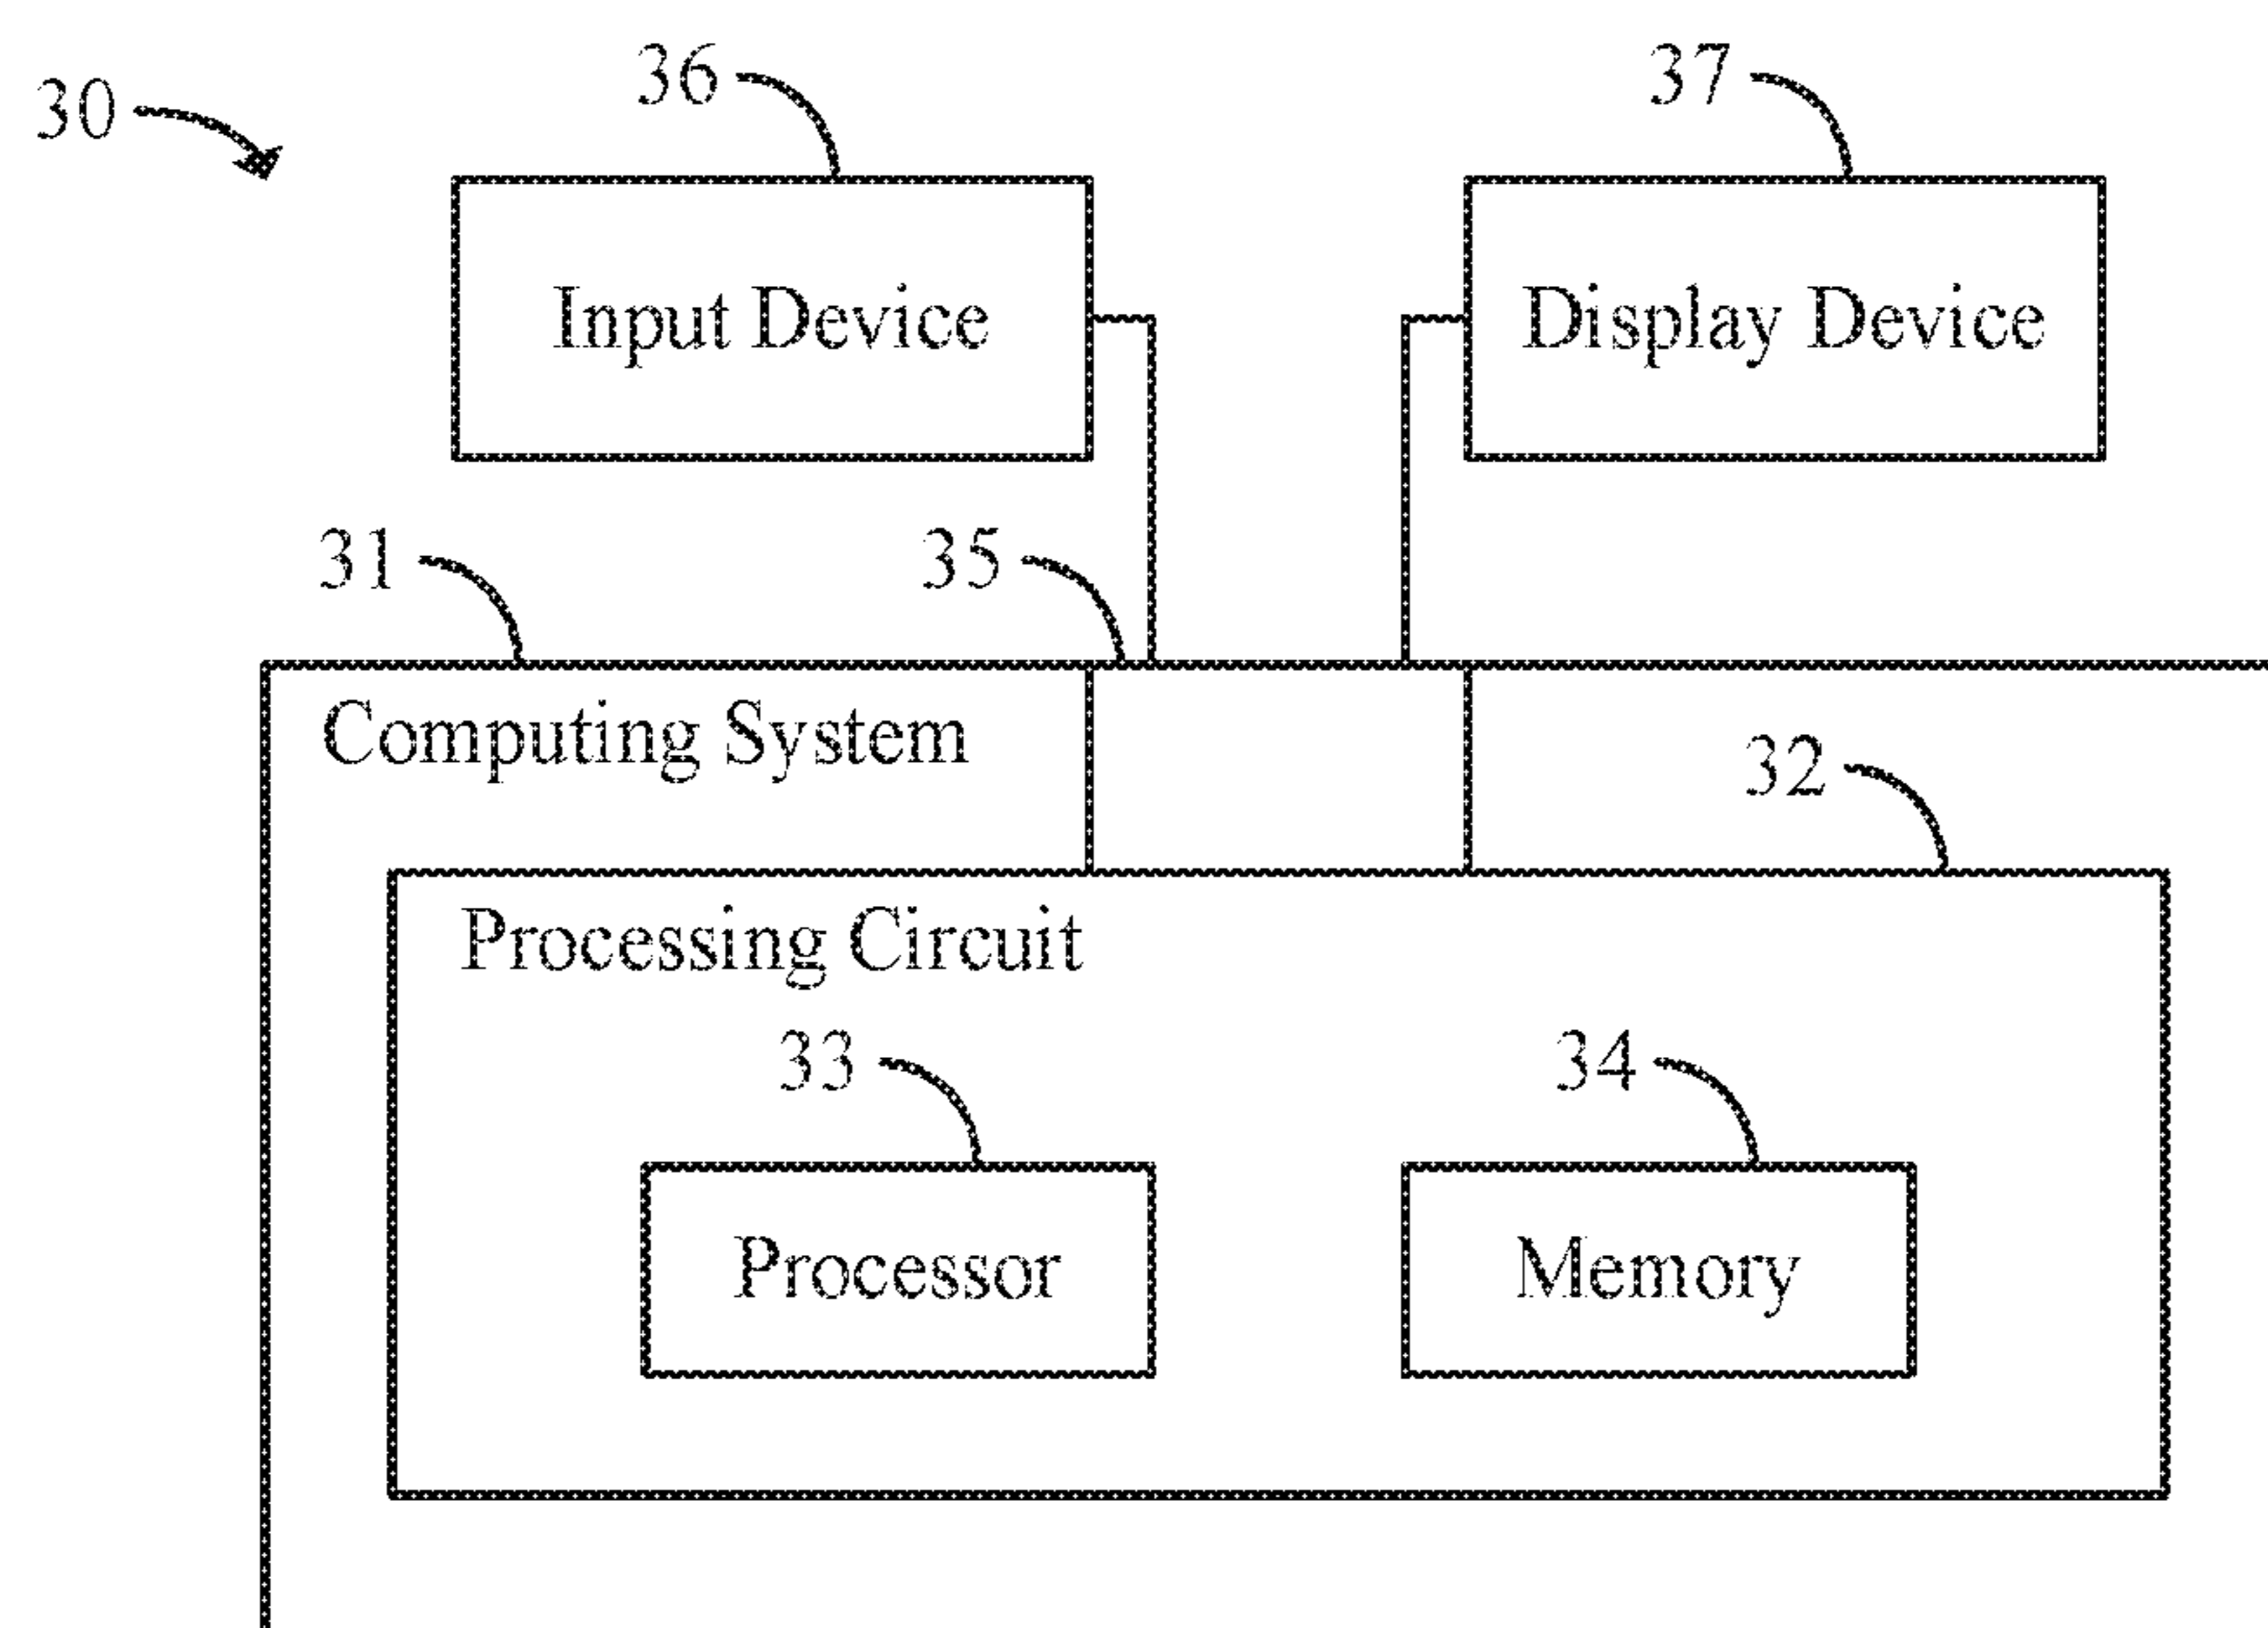 36
37
30
Input Device
Display Device
31
35
Computing System
32
Processing Circuit
33
34
Processor
Memory